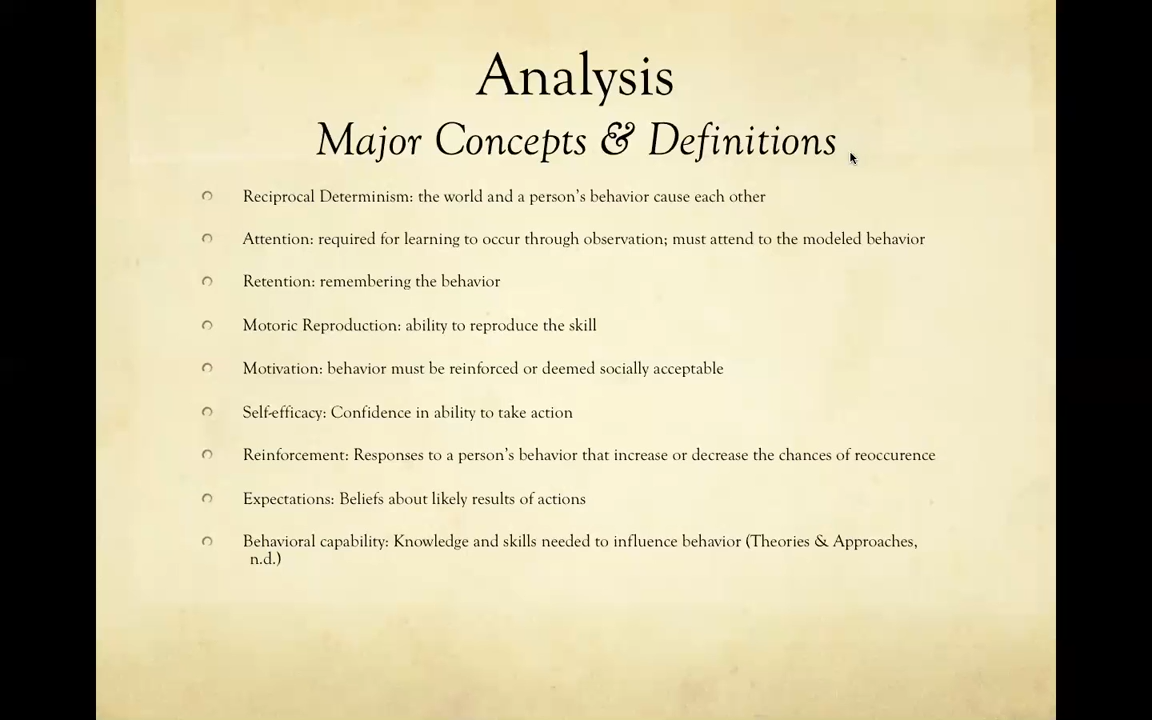 Analysis
Major Concepts & Definitions
Reciprocal Determinism: the world and a person's behavior cause each other
Attention: required for learning to occur through observation; must attend to the modeled behavior
Retention: remembering the behavior
Motoric Reproduction: ability to reproduce the skill
Motivation: behavior must be reinforced or deemed socially acceptable
Self-efficacy: Confidence in ability to take action
Reinforcement: Responses to a person's behavior that increase or decrease the chances of reoccurence
Expectations: Beliefs about likely results of actions
Behavioral capability: Knowledge and skills needed to influence behavior (Theories & Approaches,
n.d.)